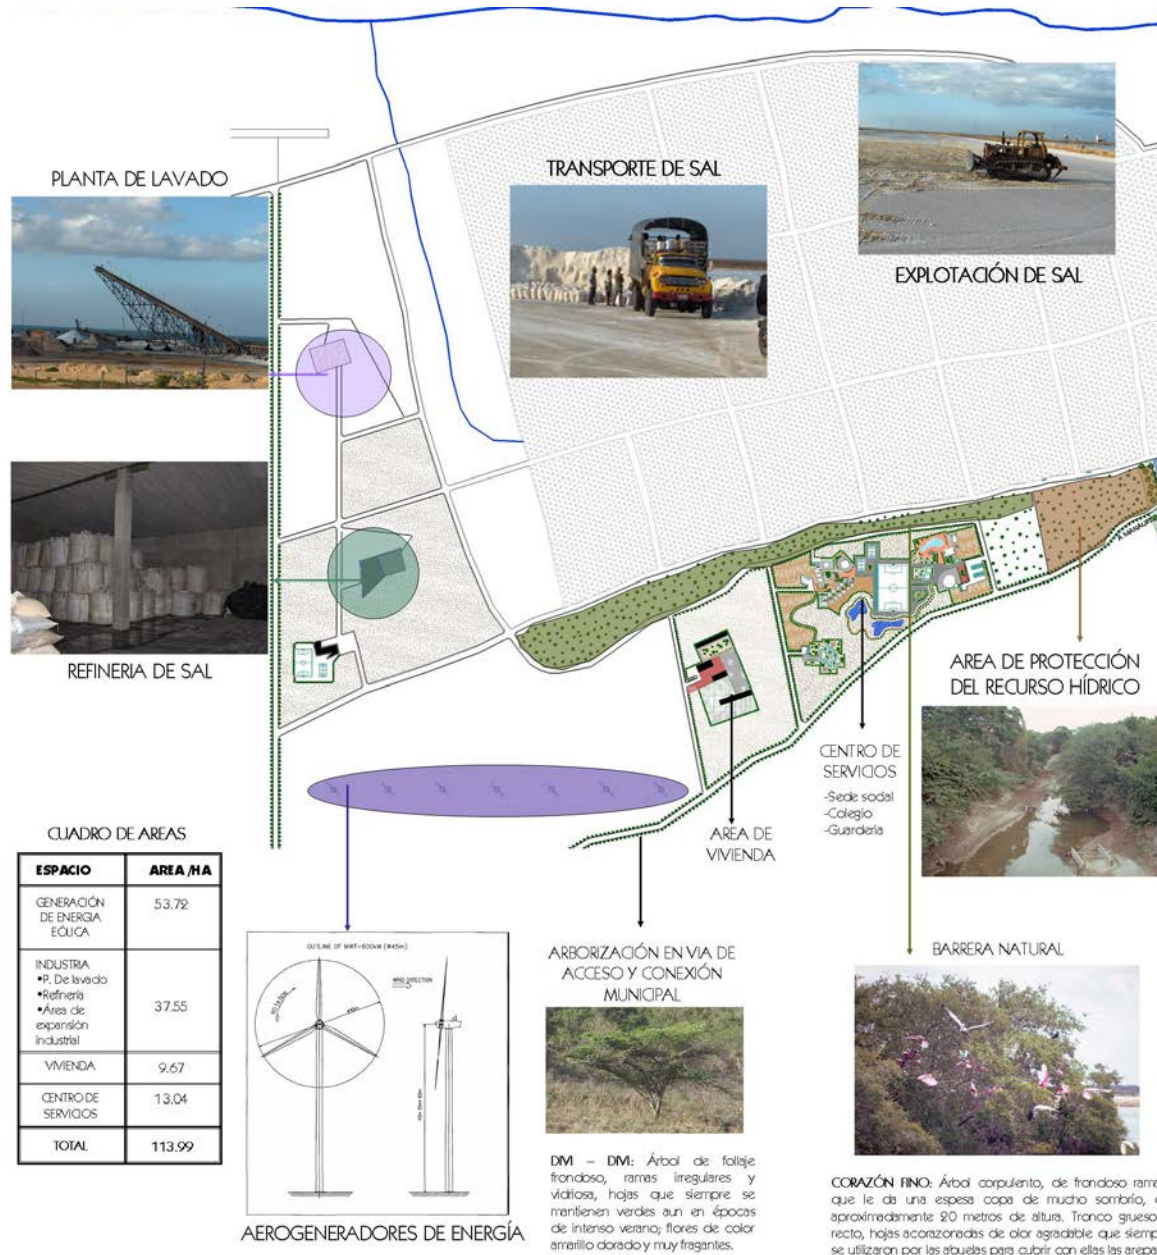 PLANTA DE LAVADO
TRANSPORTE DE SAL
EXPLOTACIÓN DE SAL
REFINERIA DE SAL
AREA DE PROTECCIÓN
DEL RECURSO HÍDRICO
CENTRO DE
SERVICIOS
-Sede social
-Colegio
-Guardería
AREA DE
VIVIENDA
CUADRO DE AREAS
ESPACIO AREA /HA
GENERACIÓN
DE ENERGIA
EÓLICA
53.72
INDUSTRIA
•P. De lavado
•Refinería
•Área de
expansión
industrial
37.55
VIVIENDA 9.67
CENTRO DE
SERVICIOS
13.04
TOTAL 113.99
OUTLINE OF MWT-600kW (Ø45m)
WIND DIRECTION
AEROGENERADORES DE ENERGÍA
ARBORIZACIÓN EN VIA DE
ACCESO Y CONEXIÓN
MUNICIPAL
DIVI – DIVI: Árbol de follaje
frondoso, ramas irregulares y
vidriosa, hojas que siempre se
mantienen verdes aun en épocas
de intenso verano; flores de color
amarillo dorado y muy fragantes.
BARRERA NATURAL
CORAZÓN FINO: Árbol corpulento, de frondoso
que le da una espesa copa de mucho sombrío,
aproximadamente 20 metros de altura. Tronco grueso
recto, hojas acorazonadas de olor agradable que
se utilizaron por las abuelas para cubrir con ellas las